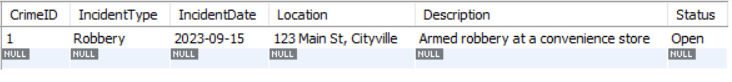 CrimeID IncidentType IncidentDate Location Description Status
1 Robbery 2023-09-15 123 Main St, Cityville Armed robbery at a convenience store Open
NULL NULL NULL NULL NULL NULL